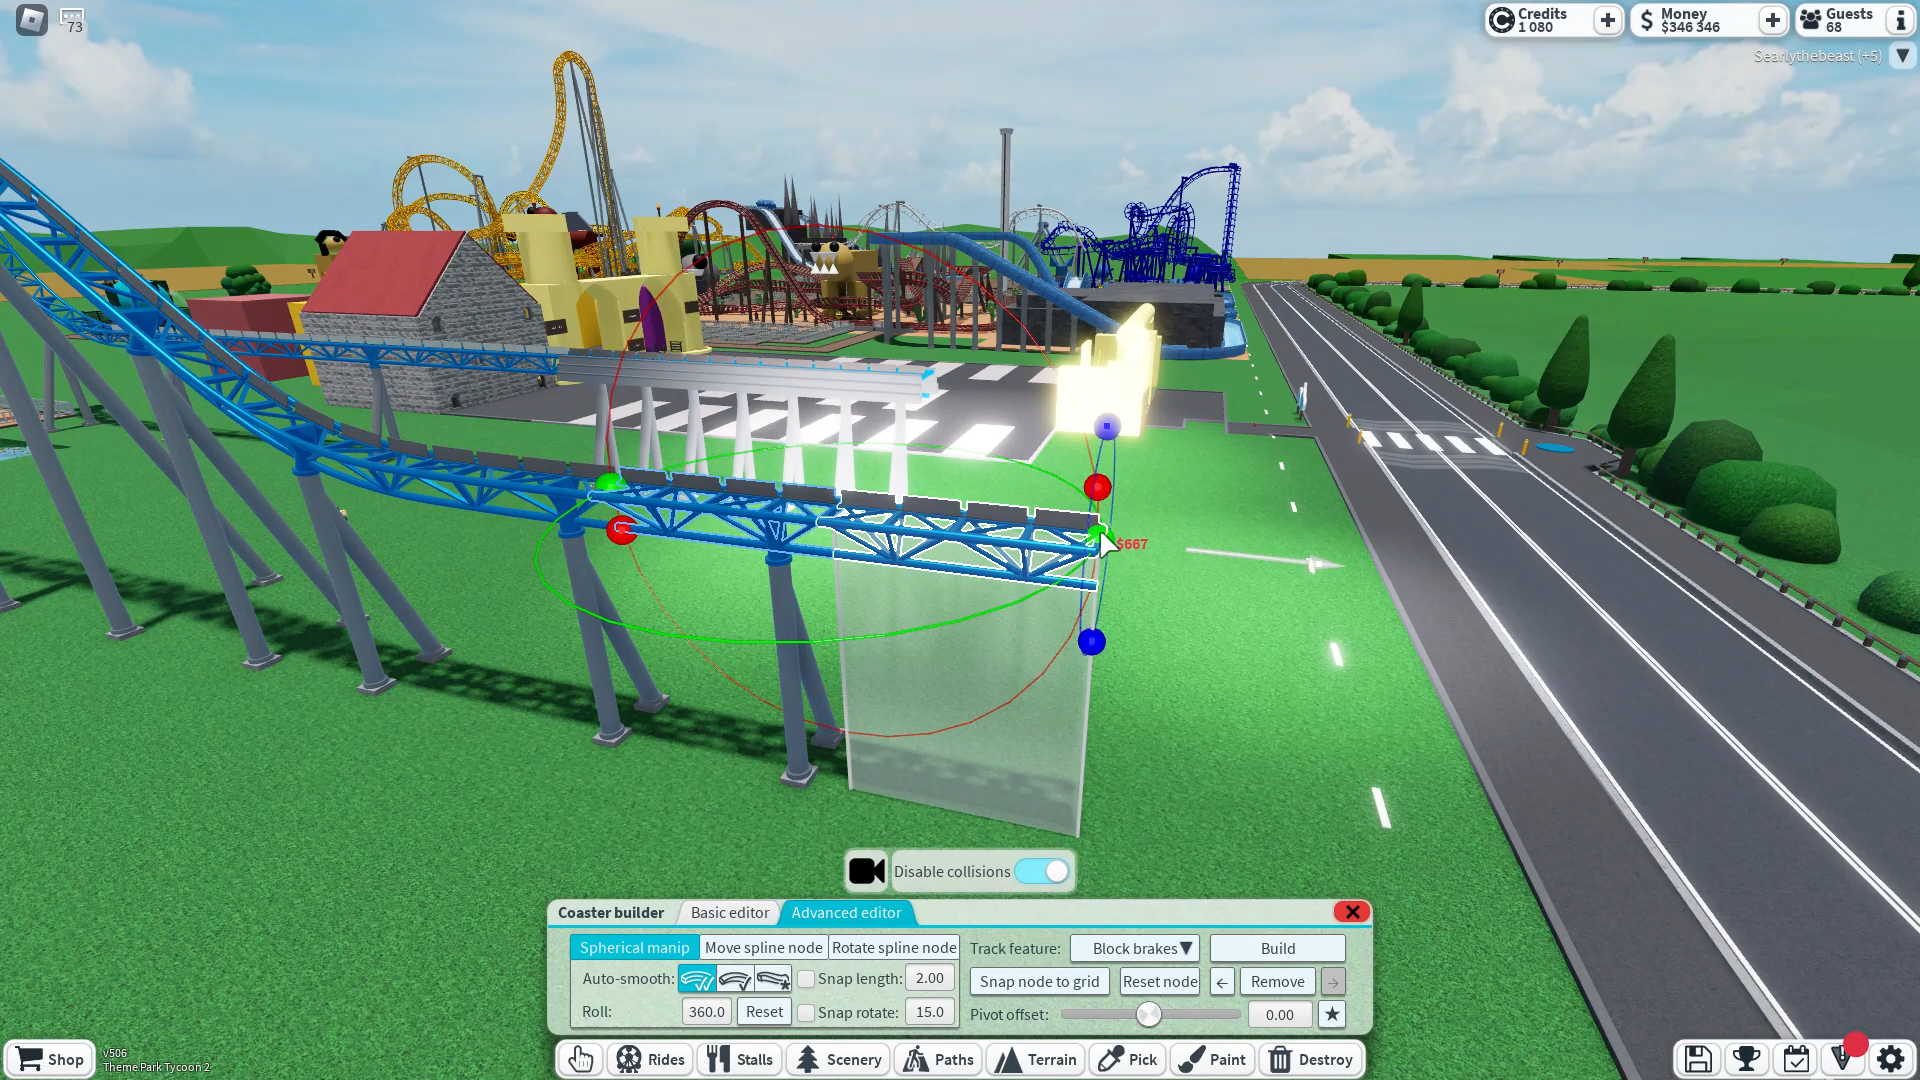 73
Credits
1 080
Money
$346 346
Guests
68
Searlythebeast (+5)
$667
Disable collisions
Coaster builder
Basic editor
Advanced editor
Spherical manip
Move spline node
Rotate spline node
Track feature:
Block brakes
Build
Auto-smooth:
Snap length:
2.00
Snap node to grid
Reset node
Remove
Roll:
360.0
Reset
Snap rotate:
15.0
Pivot offset:
0.00
Shop
v506
Theme Park Tycoon 2
Rides
Stalls
Scenery
Paths
Terrain
Pick
Paint
Destroy